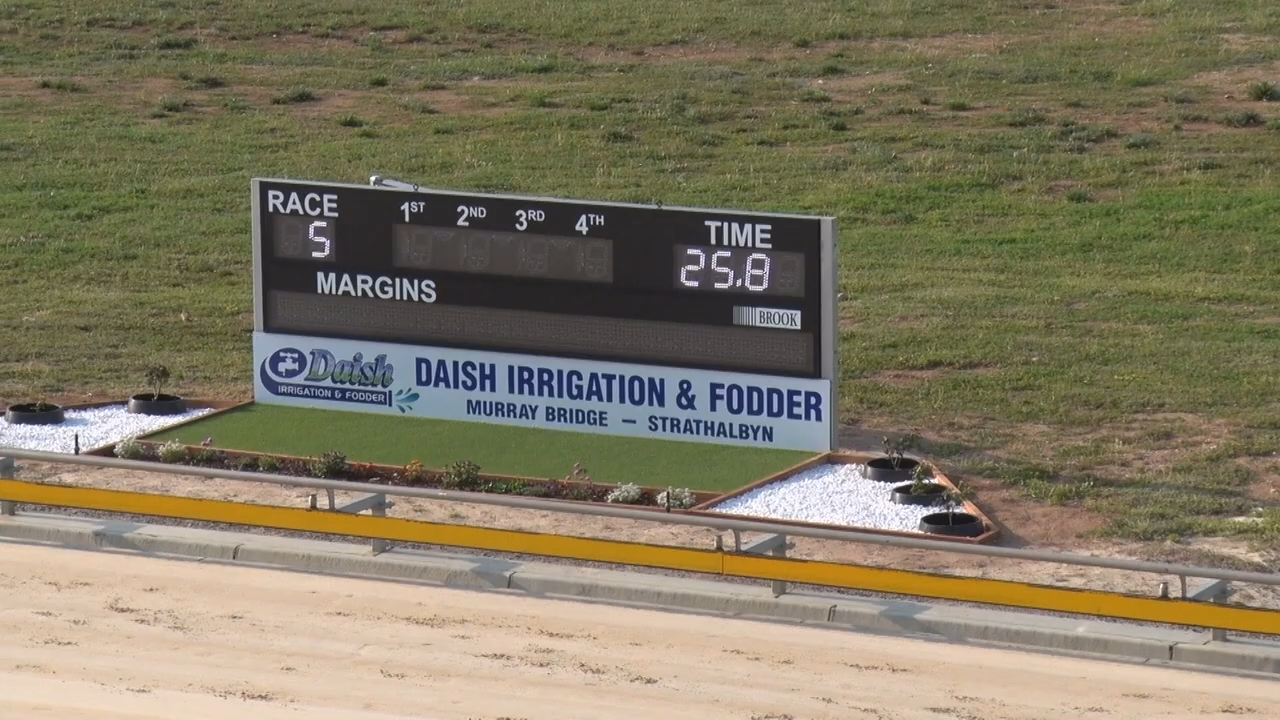 RACE 1ST 2ND 3RD 4TH TIME
5 25.8
MARGINS
BROOK
Daish
IRRIGATION & FODDER
DAISH IRRIGATION & FODDER
MURRAY BRIDGE — STRATHALBYN